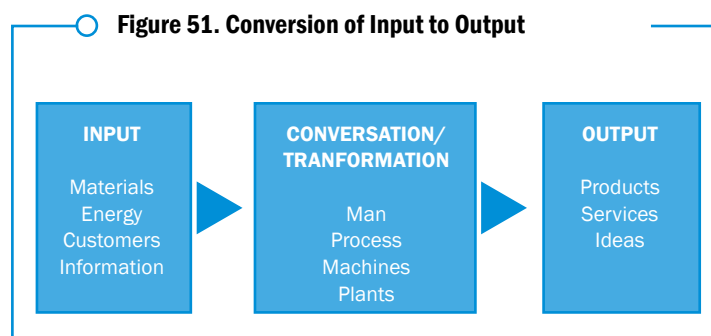 Figure 51. Conversion of Input to Output
INPUT
Materials
Energy
Customers
Information
CONVERSATION/
TRANFORMATION
Man
Process
Machines
Plants
OUTPUT
Products
Services
Ideas